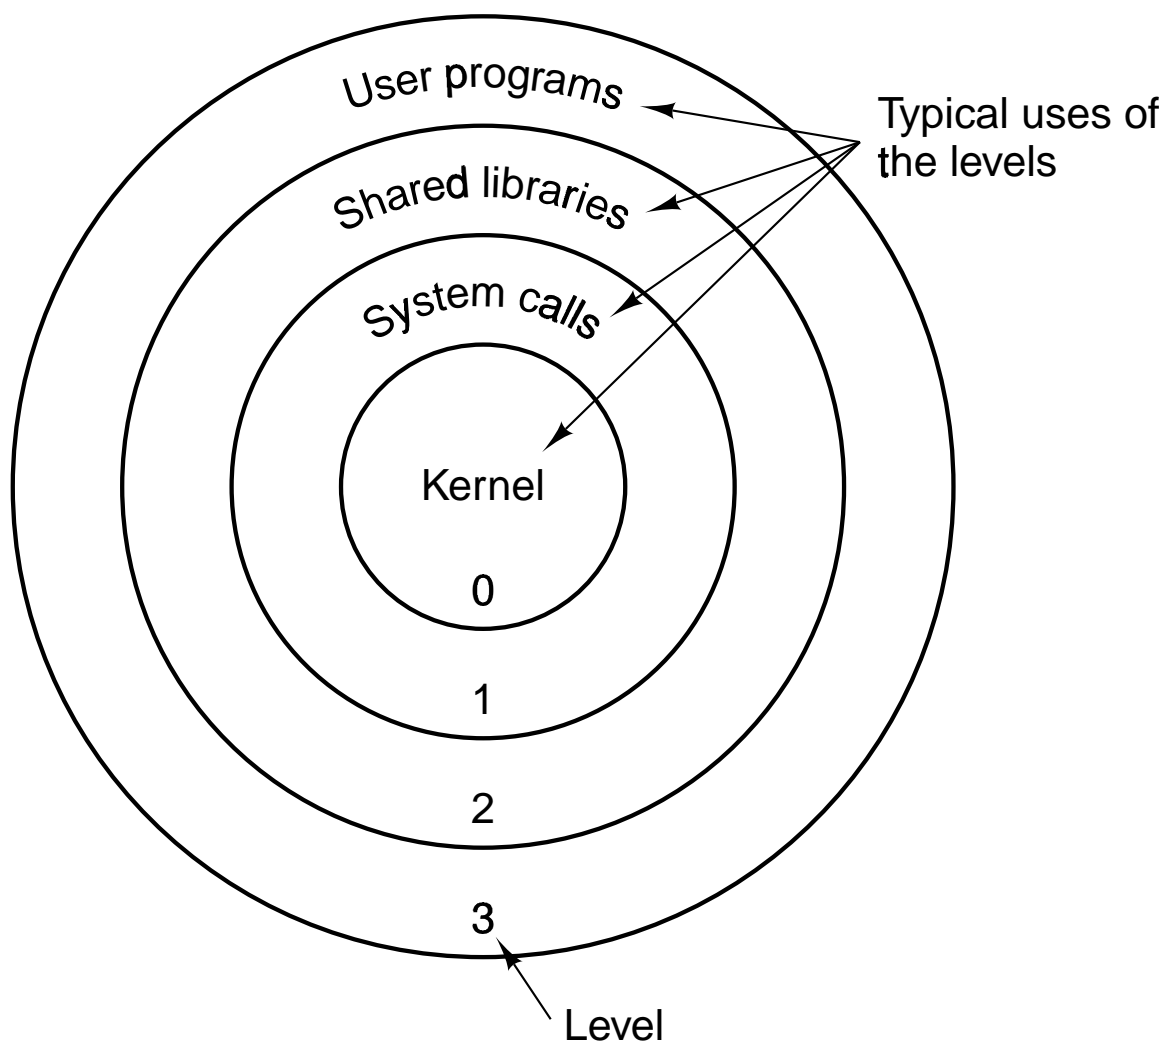 User programs
Typical uses of
the levels
Shared libraries
System calls
Kernel
0
1
2
3
Level